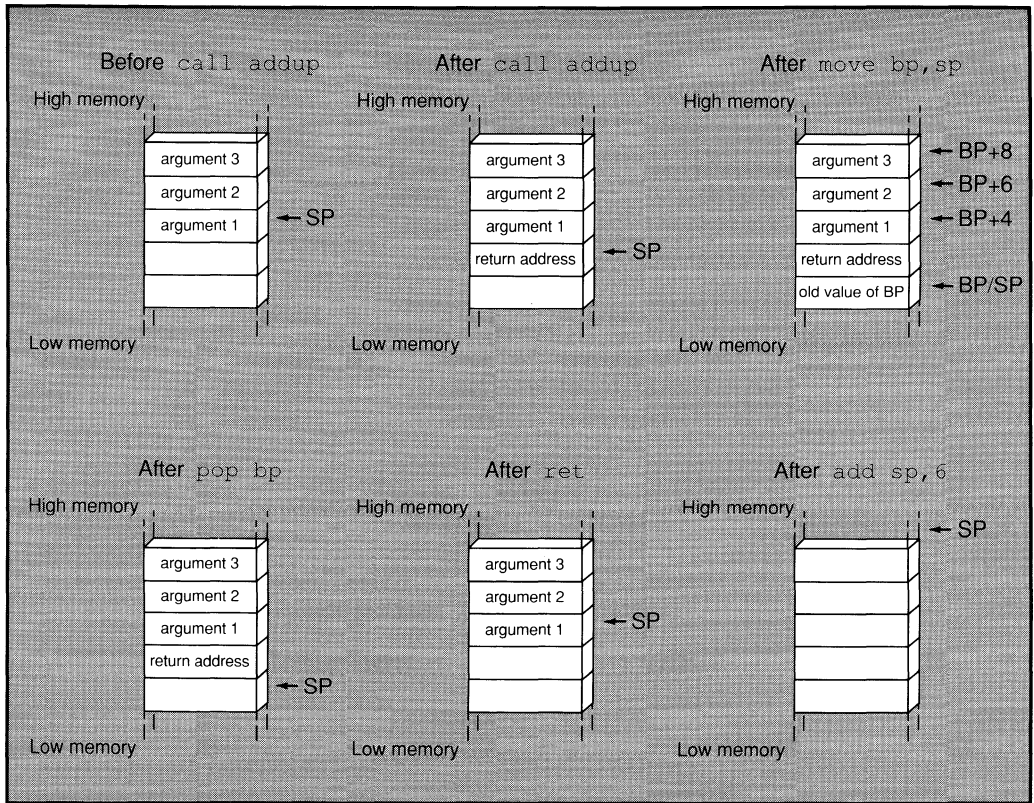 Before call addup
High memory
argument 3
argument 2
argument 1
SP
Low memory
After call addup
High memory
argument 3
argument 2
argument 1
return address
SP
Low memory
After move bp,sp
High memory
argument 3
argument 2
argument 1
return address
old value of BP
BP+8
BP+6
BP+4
BP/SP
Low memory
After pop bp
High memory
argument 3
argument 2
argument 1
return address
SP
Low memory
After ret
High memory
argument 3
argument 2
argument 1
SP
Low memory
After add sp,6
High memory
SP
Low memory